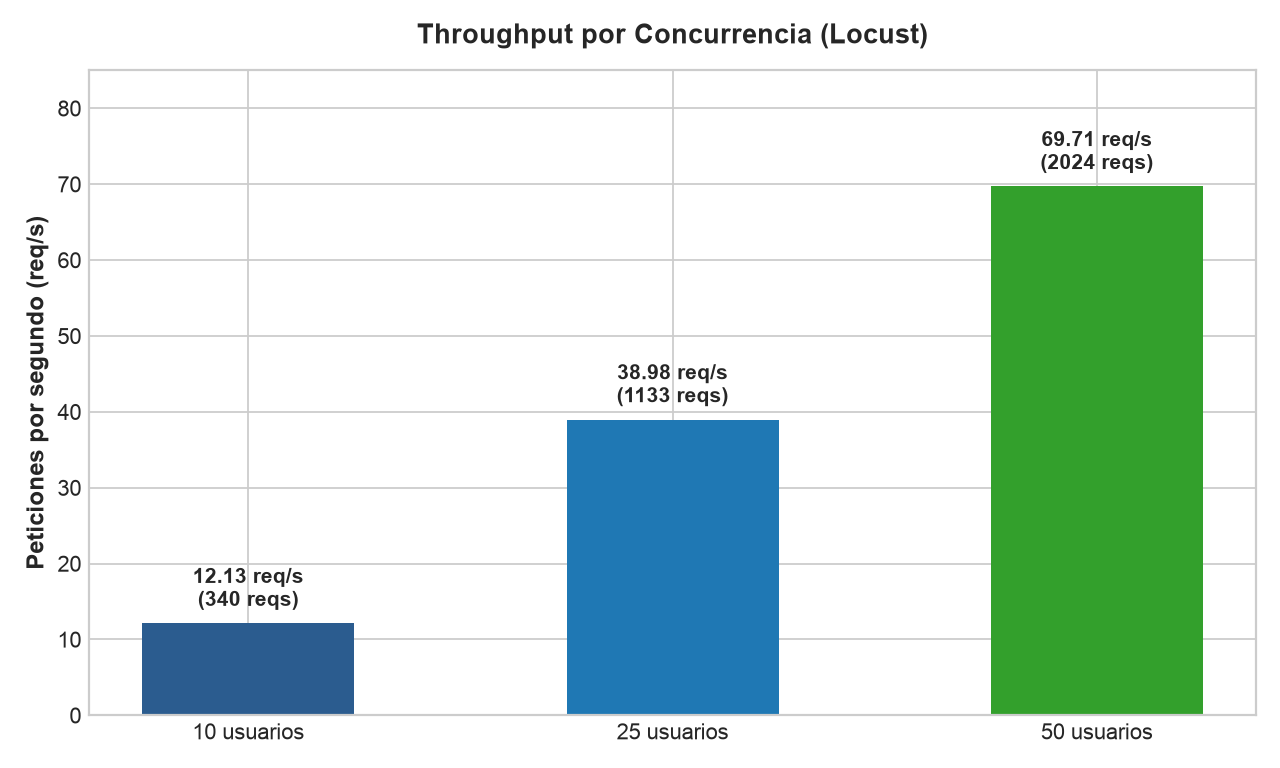 Throughput por Concurrencia (Locust)
Peticiones por segundo (req/s)
80
70
60
50
40
30
20
10
0
12.13 req/s
(340 reqs)
38.98 req/s
(1133 reqs)
69.71 req/s
(2024 reqs)
10 usuarios
25 usuarios
50 usuarios